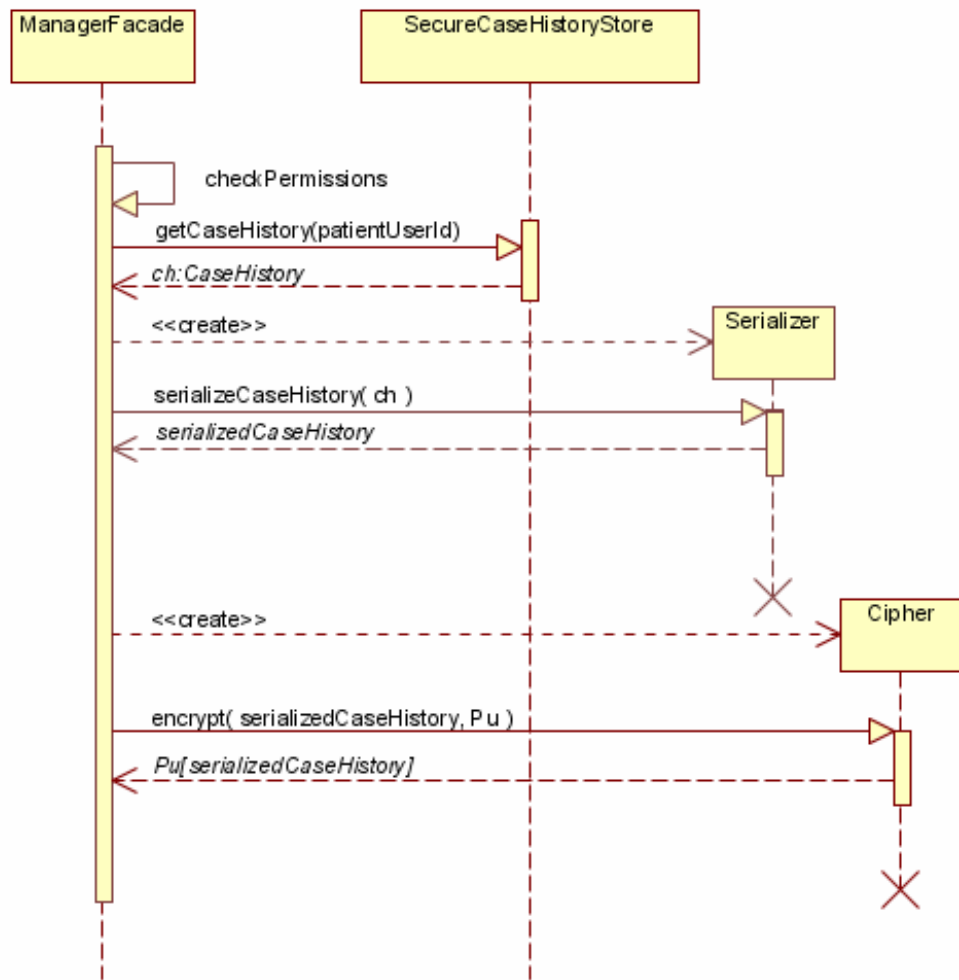 ManagerFacade
SecureCaseHistoryStore
checkPermissions
getCaseHistory(patientUserId)
ch:CaseHistory
<<create>>
Serializer
serializeCaseHistory( ch )
serializedCaseHistory
<<create>>
Cipher
encrypt( serializedCaseHistory, Pu )
Pu[serializedCaseHistory]